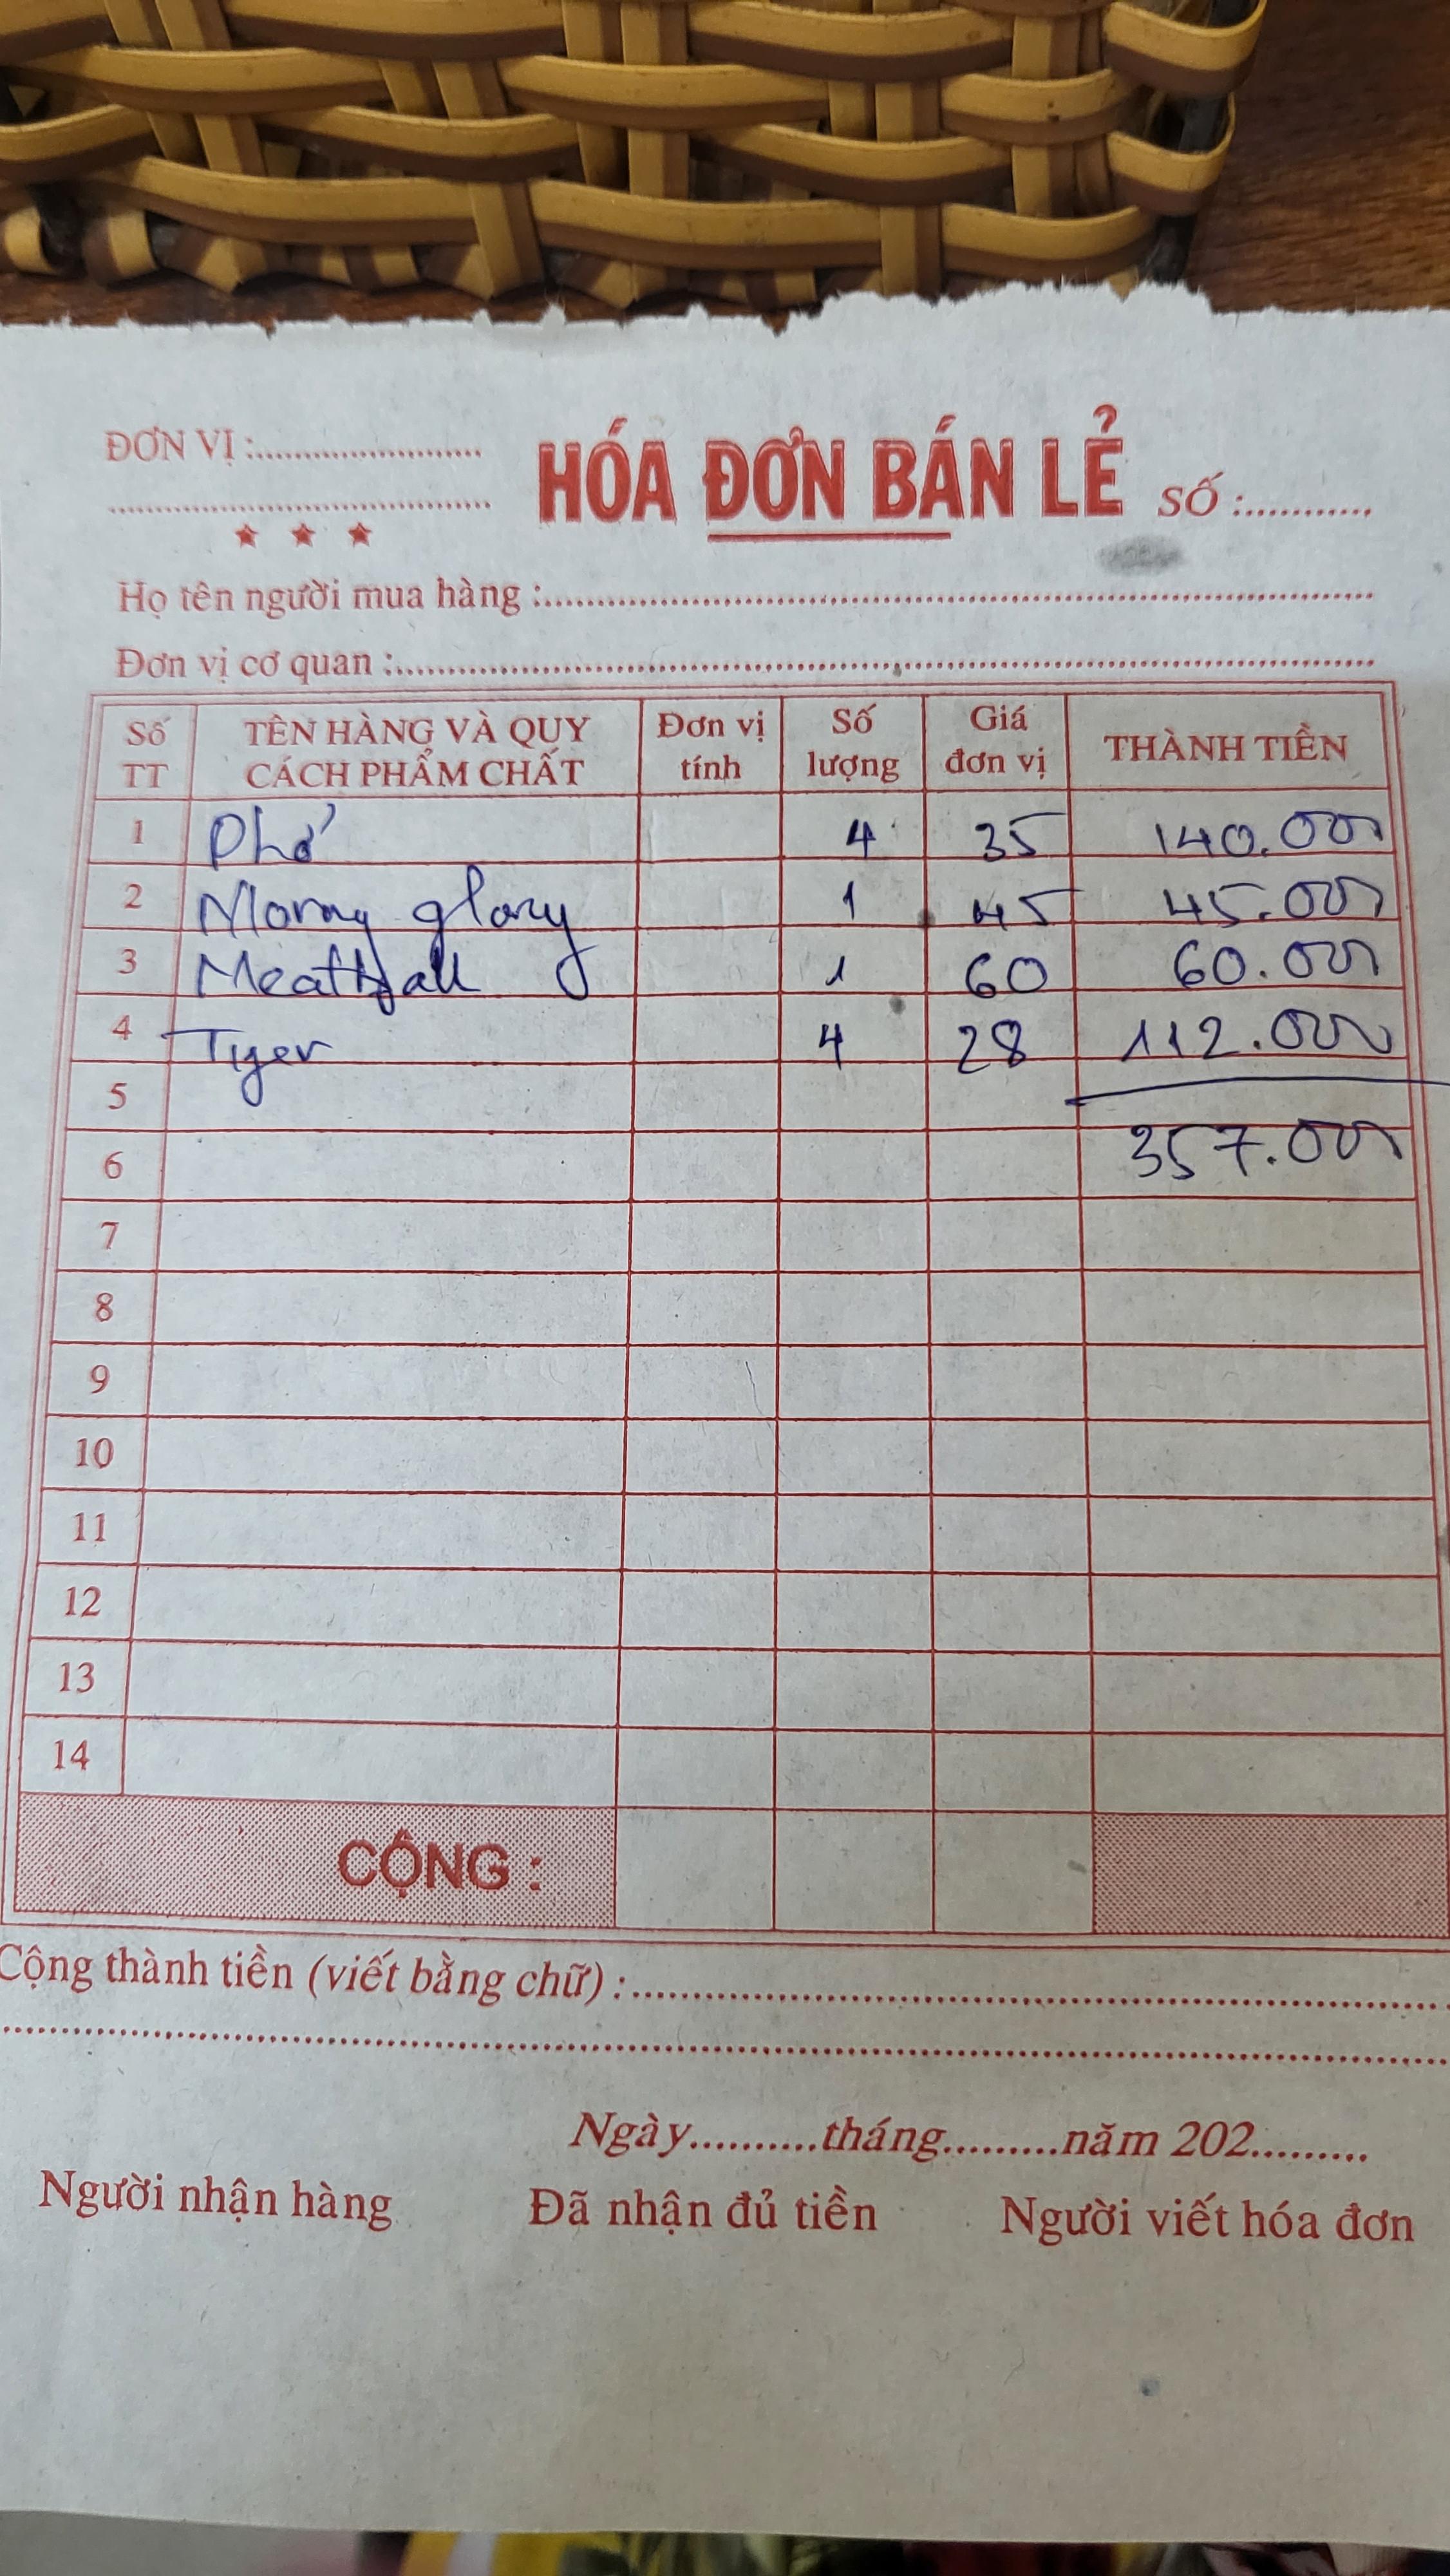 ĐƠN VỊ :
HÓA ĐƠN BÁN LẺ SỐ :
★ ★ ★
Họ tên người mua hàng :
Đơn vị cơ quan :
Số TT TÊN HÀNG VÀ QUY CÁCH PHẨM CHẤT Đơn vị tính Số lượng Giá đơn vị THÀNH TIỀN
1 Phở 4 35 140.000
2 Morning glory 1 45 45.000
3 Meatball 1 60 60.000
4 Tiger 4 28 112.000
5
6 357.000
7
8
9
10
11
12
13
14
CỘNG :
Cộng thành tiền (viết bằng chữ) :
Ngày..........tháng.........năm 202.........
Người nhận hàng Đã nhận đủ tiền Người viết hóa đơn